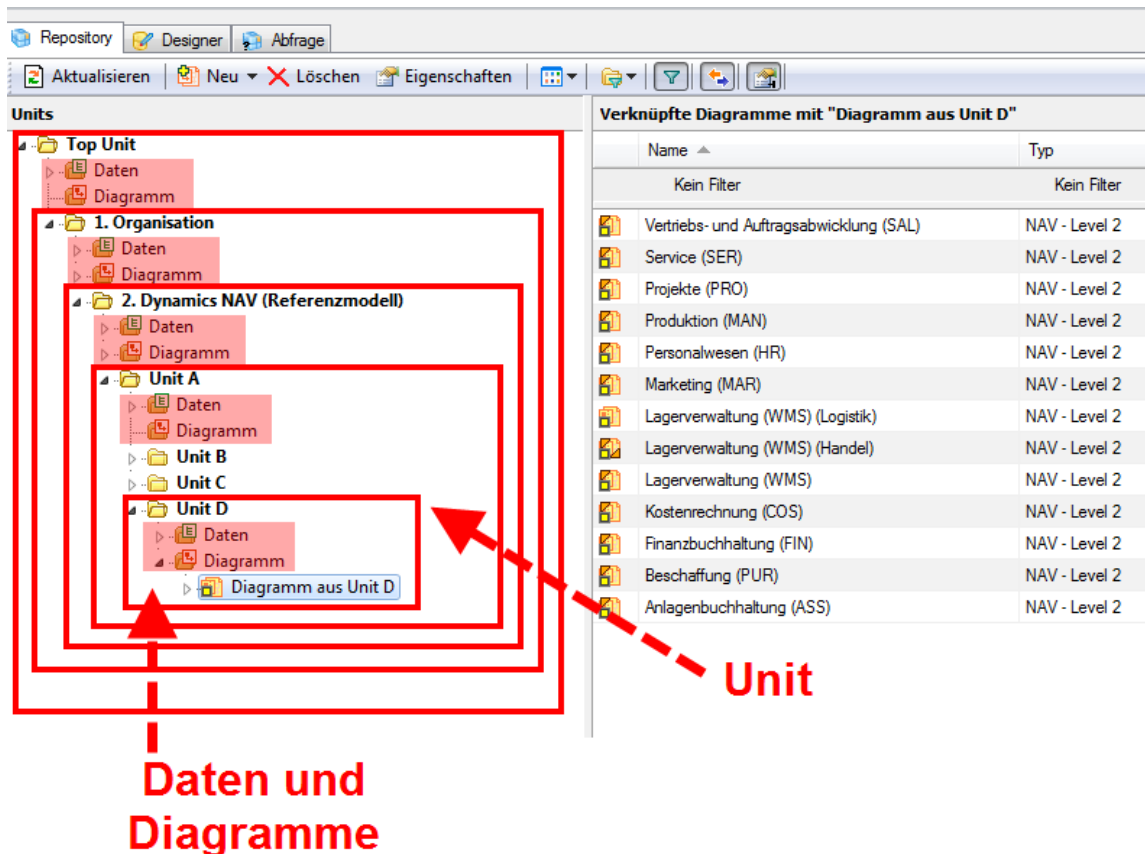 Repository Designer Abfrage
Aktualisieren Neu Löschen Eigenschaften
Units
Top Unit
Daten
Diagramm
1. Organisation
Daten
Diagramm
2. Dynamics NAV (Referenzmodell)
Daten
Diagramm
Unit A
Daten
Diagramm
Unit B
Unit C
Unit D
Daten
Diagramm
Diagramm aus Unit D
Verknüpfte Diagramme mit "Diagramm aus Unit D"
Name Typ
Kein Filter Kein Filter
Vertriebs- und Auftragsabwicklung (SAL) NAV - Level 2
Service (SER) NAV - Level 2
Projekte (PRO) NAV - Level 2
Produktion (MAN) NAV - Level 2
Personalwesen (HR) NAV - Level 2
Marketing (MAR) NAV - Level 2
Lagerverwaltung (WMS) (Logistik) NAV - Level 2
Lagerverwaltung (WMS) (Handel) NAV - Level 2
Lagerverwaltung (WMS) NAV - Level 2
Kostenrechnung (COS) NAV - Level 2
Finanzbuchhaltung (FIN) NAV - Level 2
Beschaffung (PUR) NAV - Level 2
Anlagenbuchhaltung (ASS) NAV - Level 2
Unit
Daten und
Diagramme